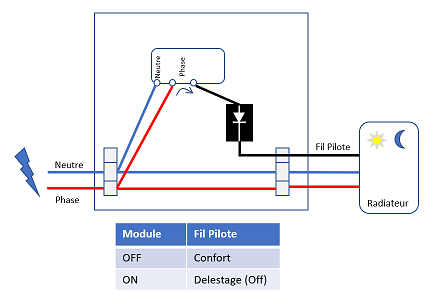 Neutre
Phase
Fil Pilote
Neutre
Phase
Radiateur
Module Fil Pilote
OFF Confort
ON Delestage (Off)